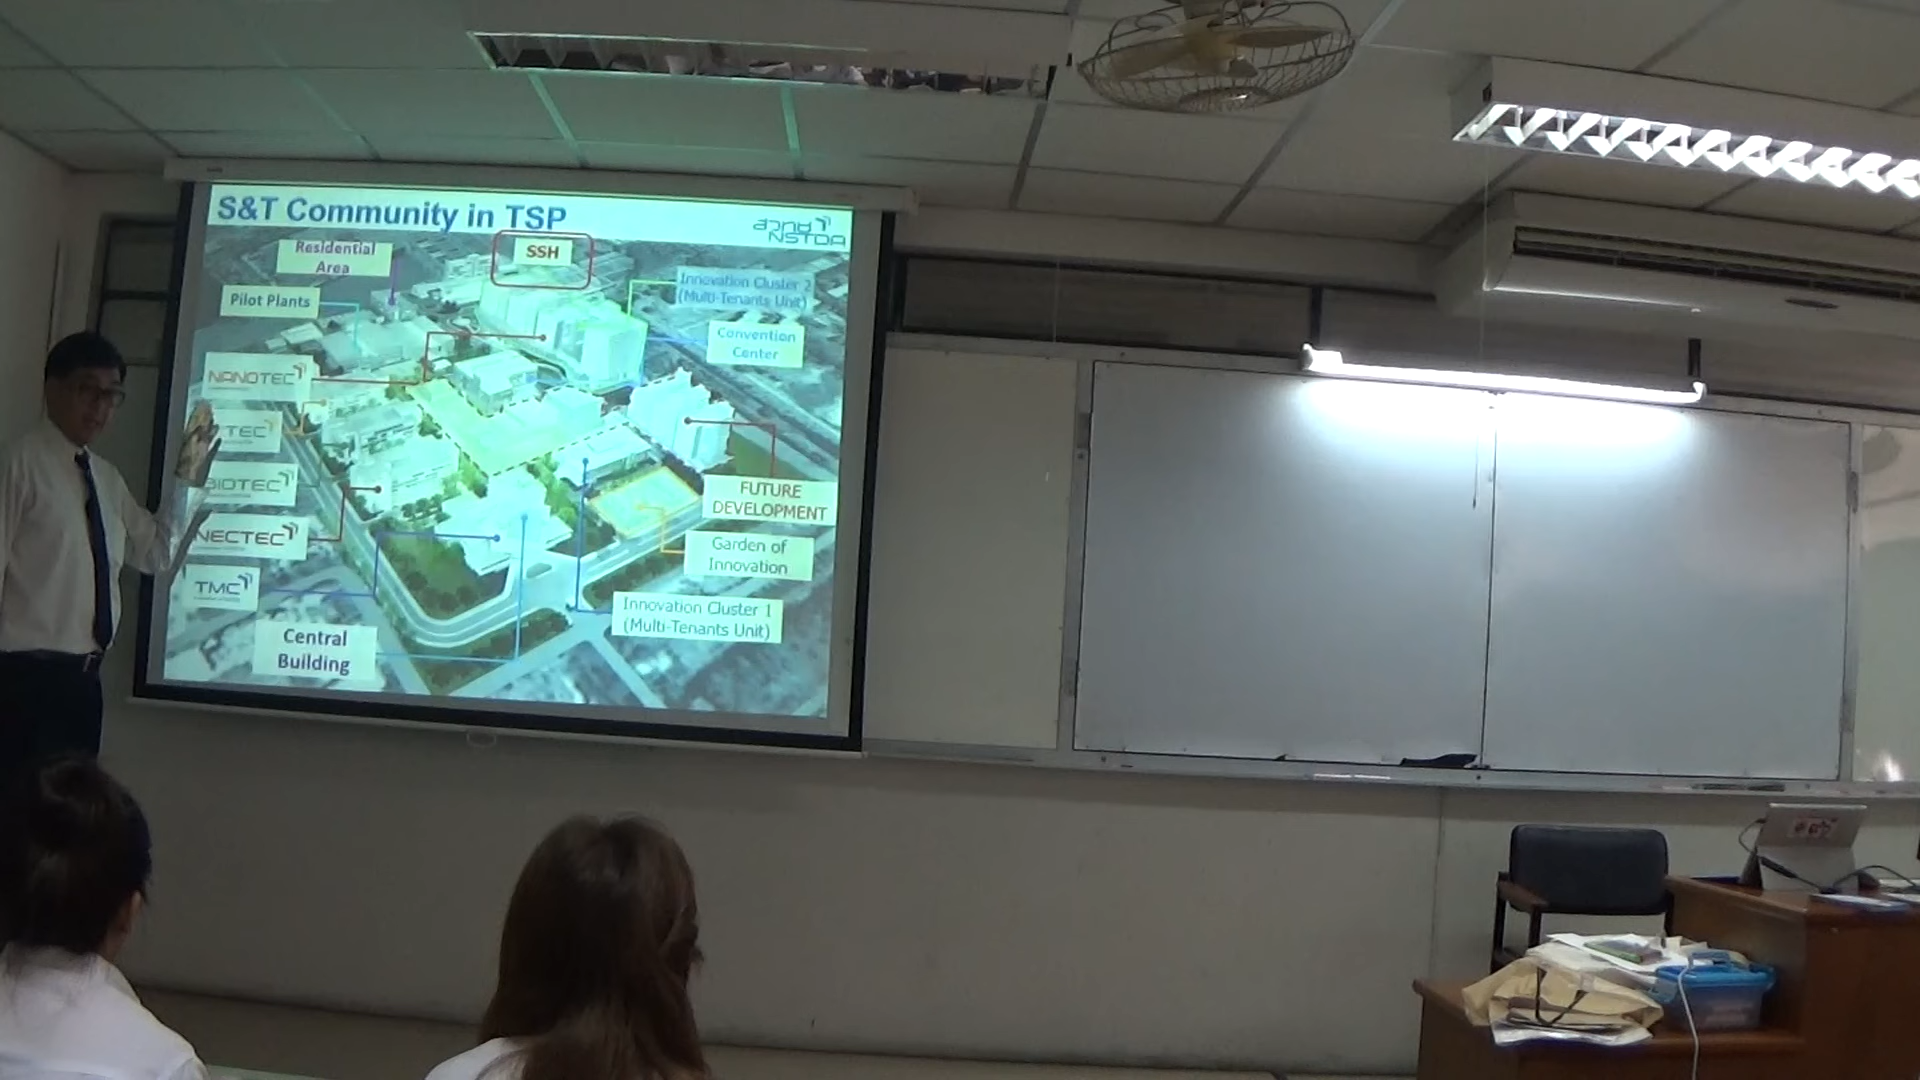 S&T Community in TSP
สวทช
NSTDA
Residential
Area
SSH
Pilot Plants
Innovation Cluster 2
(Multi-Tenants Unit)
Convention
Center
NANOTEC
TEC
BIOTEC
NECTEC
TMC
FUTURE
DEVELOPMENT
Garden of
Innovation
Innovation Cluster 1
(Multi-Tenants Unit)
Central
Building